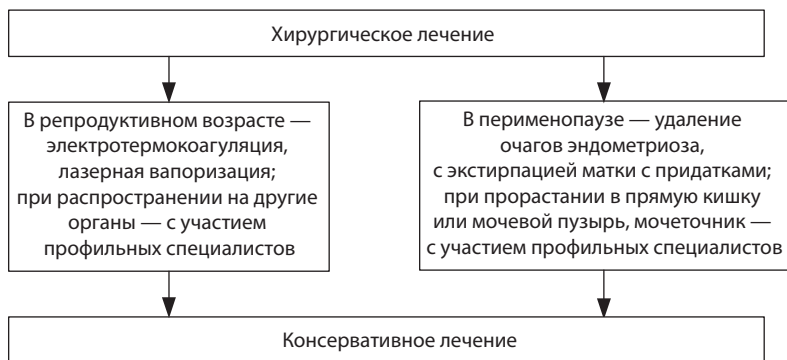 Хирургическое лечение
В репродуктивном возрасте —
электротермокоагуляция,
лазерная вапоризация;
при распространении на другие
органы — с участием
профильных специалистов
В перименопаузе — удаление
очагов эндометриоза,
с экстирпацией матки с придатками;
при прорастании в прямую кишку
или мочевой пузырь, мочеточник —
с участием профильных специалистов
Консервативное лечение